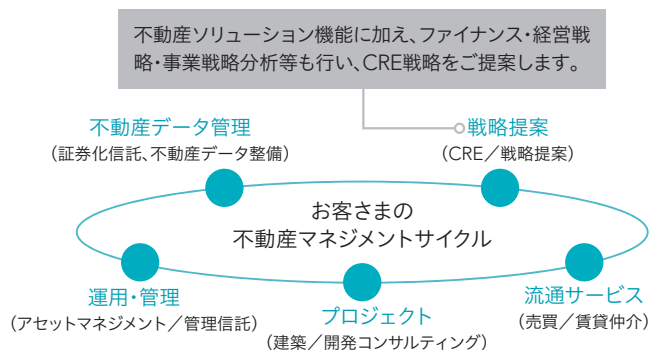 不動産ソリューション機能に加え、ファイナンス・経営戦
略・事業戦略分析等も行い、CRE戦略をご提案します。
不動産データ管理
（証券化信託、不動産データ整備）
戦略提案
（CRE／戦略提案）
お客さまの
不動産マネジメントサイクル
運用・管理
（アセットマネジメント／管理信託）
プロジェクト
（建築／開発コンサルティング）
流通サービス
（売買／賃貸仲介）